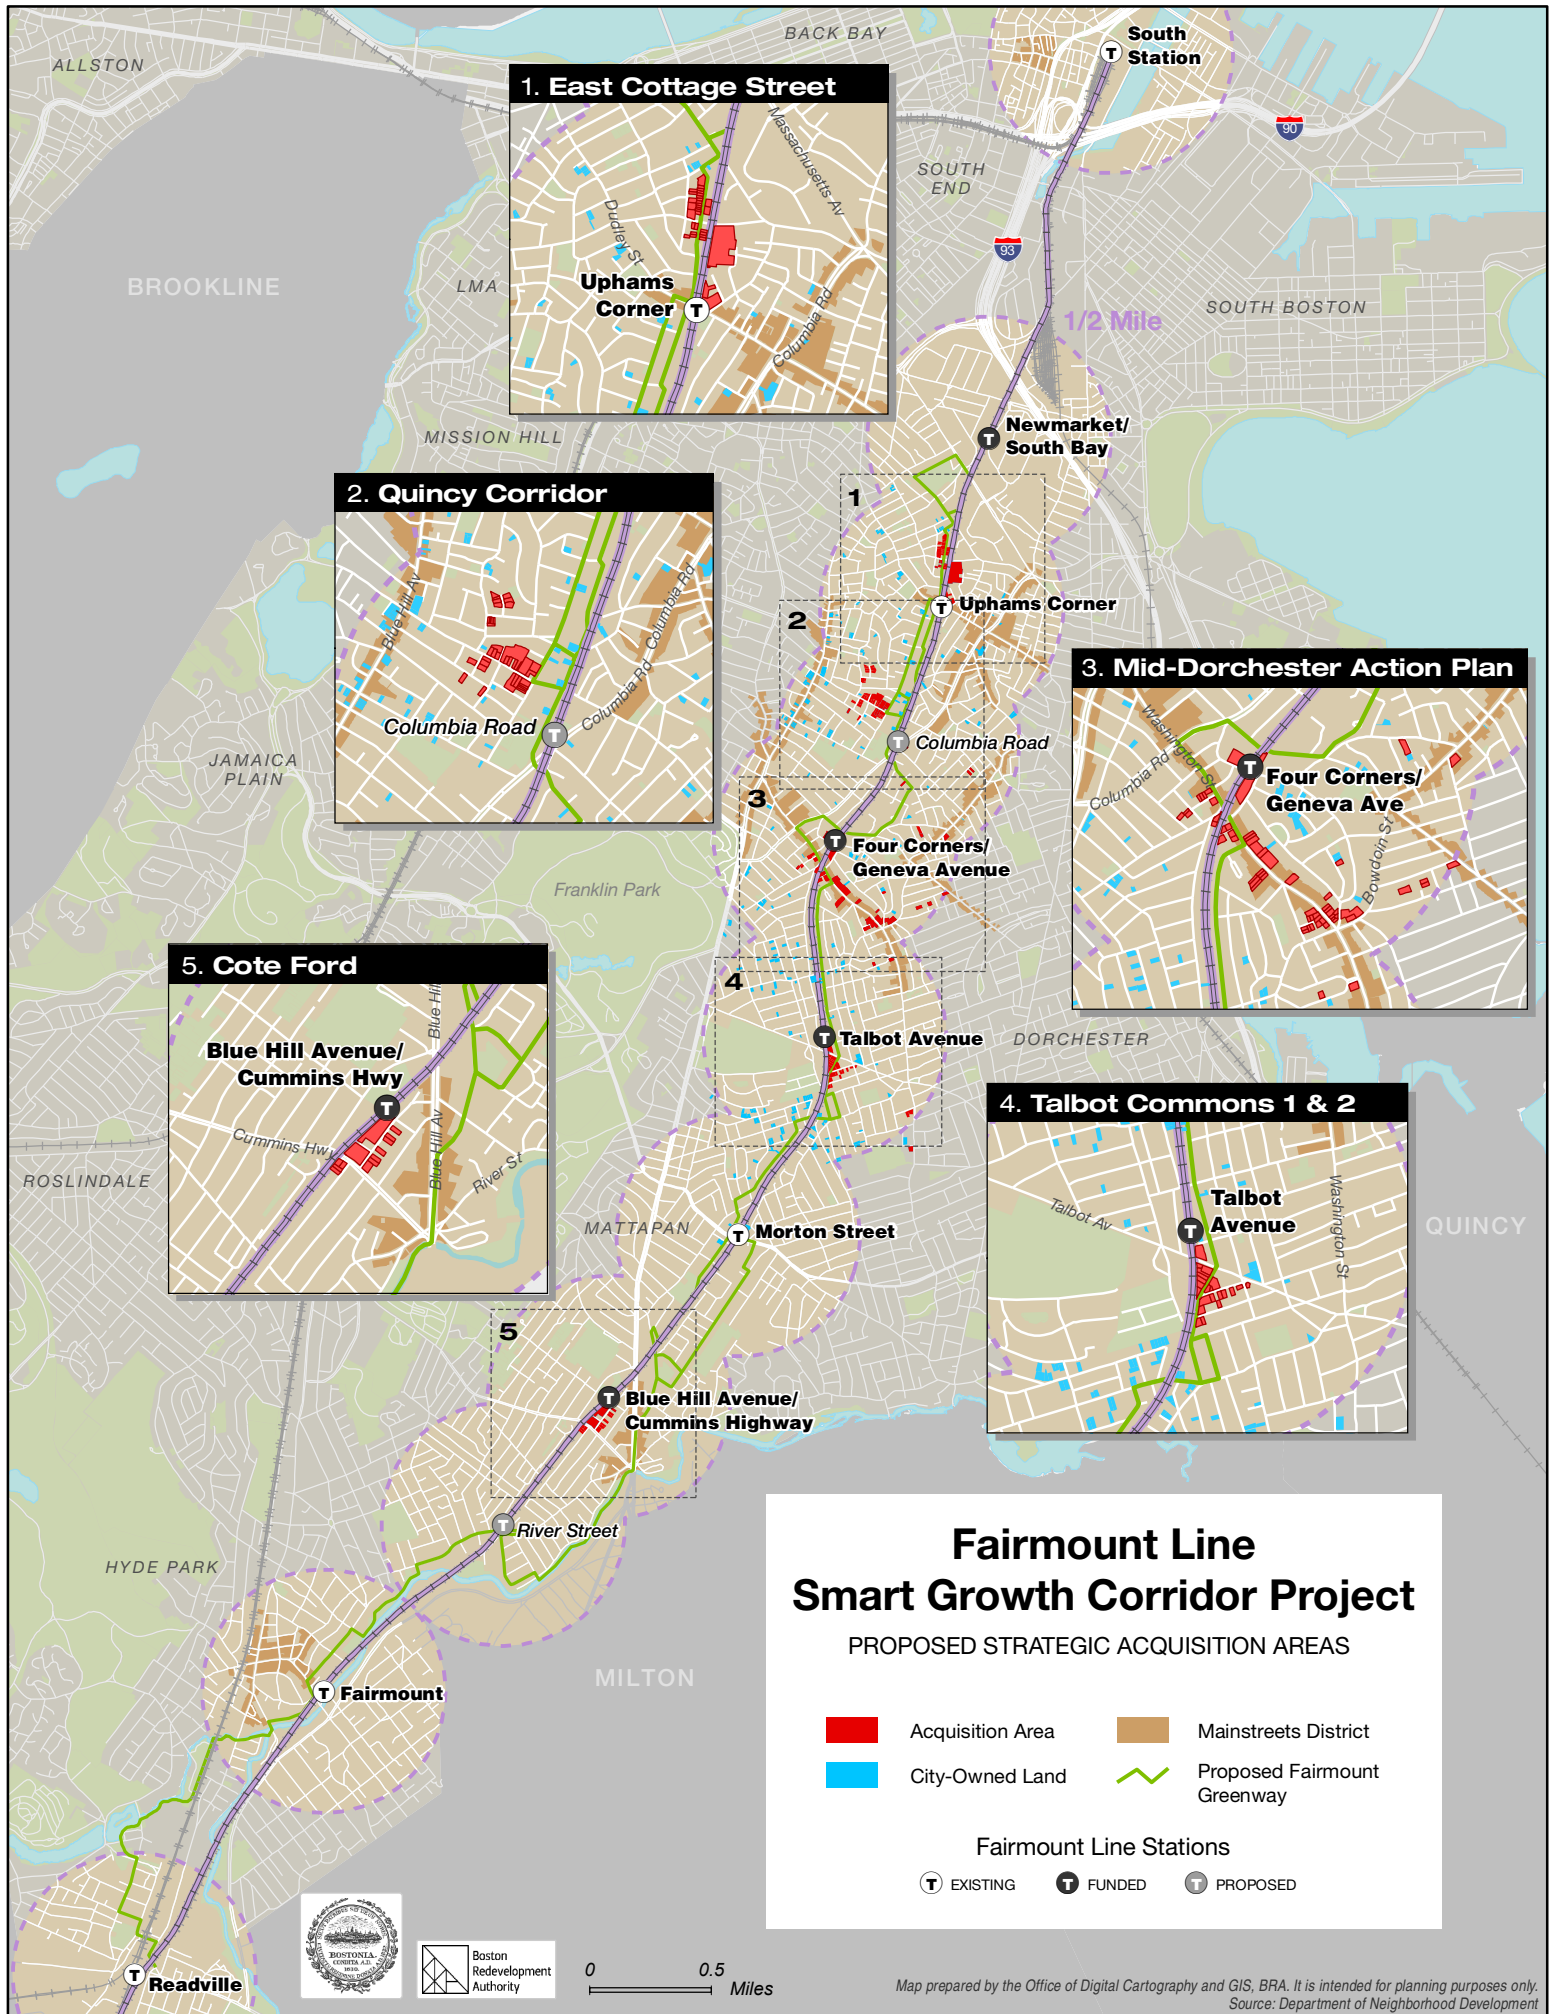 BACK BAY
ALLSTON
South
Station
1. East Cottage Street
Massachusetts Av
Dudley St
Uphams
Corner
Columbia Rd
90
SOUTH
END
93
BROOKLINE
LMA
SOUTH BOSTON
1/2 Mile
MISSION HILL
Newmarket/
South Bay
1
2. Quincy Corridor
Blue Hill Av
Columbia Rd
Columbia Rd
Columbia Road
Uphams Corner
2
3. Mid-Dorchester Action Plan
Washington St
Columbia Rd
Four Corners/
Geneva Ave
Bowdoin St
Columbia Road
JAMAICA
PLAIN
3
Four Corners/
Geneva Avenue
Franklin Park
5. Cote Ford
Blue Hill
Blue Hill Avenue/
Cummins Hwy
Cummins Hwy
Blue Hill Av
River St
4
Talbot Avenue
DORCHESTER
4. Talbot Commons 1 & 2
Talbot Av
Talbot
Avenue
Washington St
ROSLINDALE
MATTAPAN
Morton Street
QUINCY
5
Blue Hill Avenue/
Cummins Highway
River Street
HYDE PARK
Fairmount
MILTON
Readville
Fairmount Line
Smart Growth Corridor Project
PROPOSED STRATEGIC ACQUISITION AREAS
Acquisition Area
Mainstreets District
City-Owned Land
Proposed Fairmount
Greenway
Fairmount Line Stations
T EXISTING
T FUNDED
T PROPOSED
BOSTONIA.
CONDITA A.D.
1630.
Boston
Redevelopment
Authority
0 0.5
Miles
Map prepared by the Office of Digital Cartography and GIS, BRA. It is intended for planning purposes only.
Source: Department of Neighborhood Development